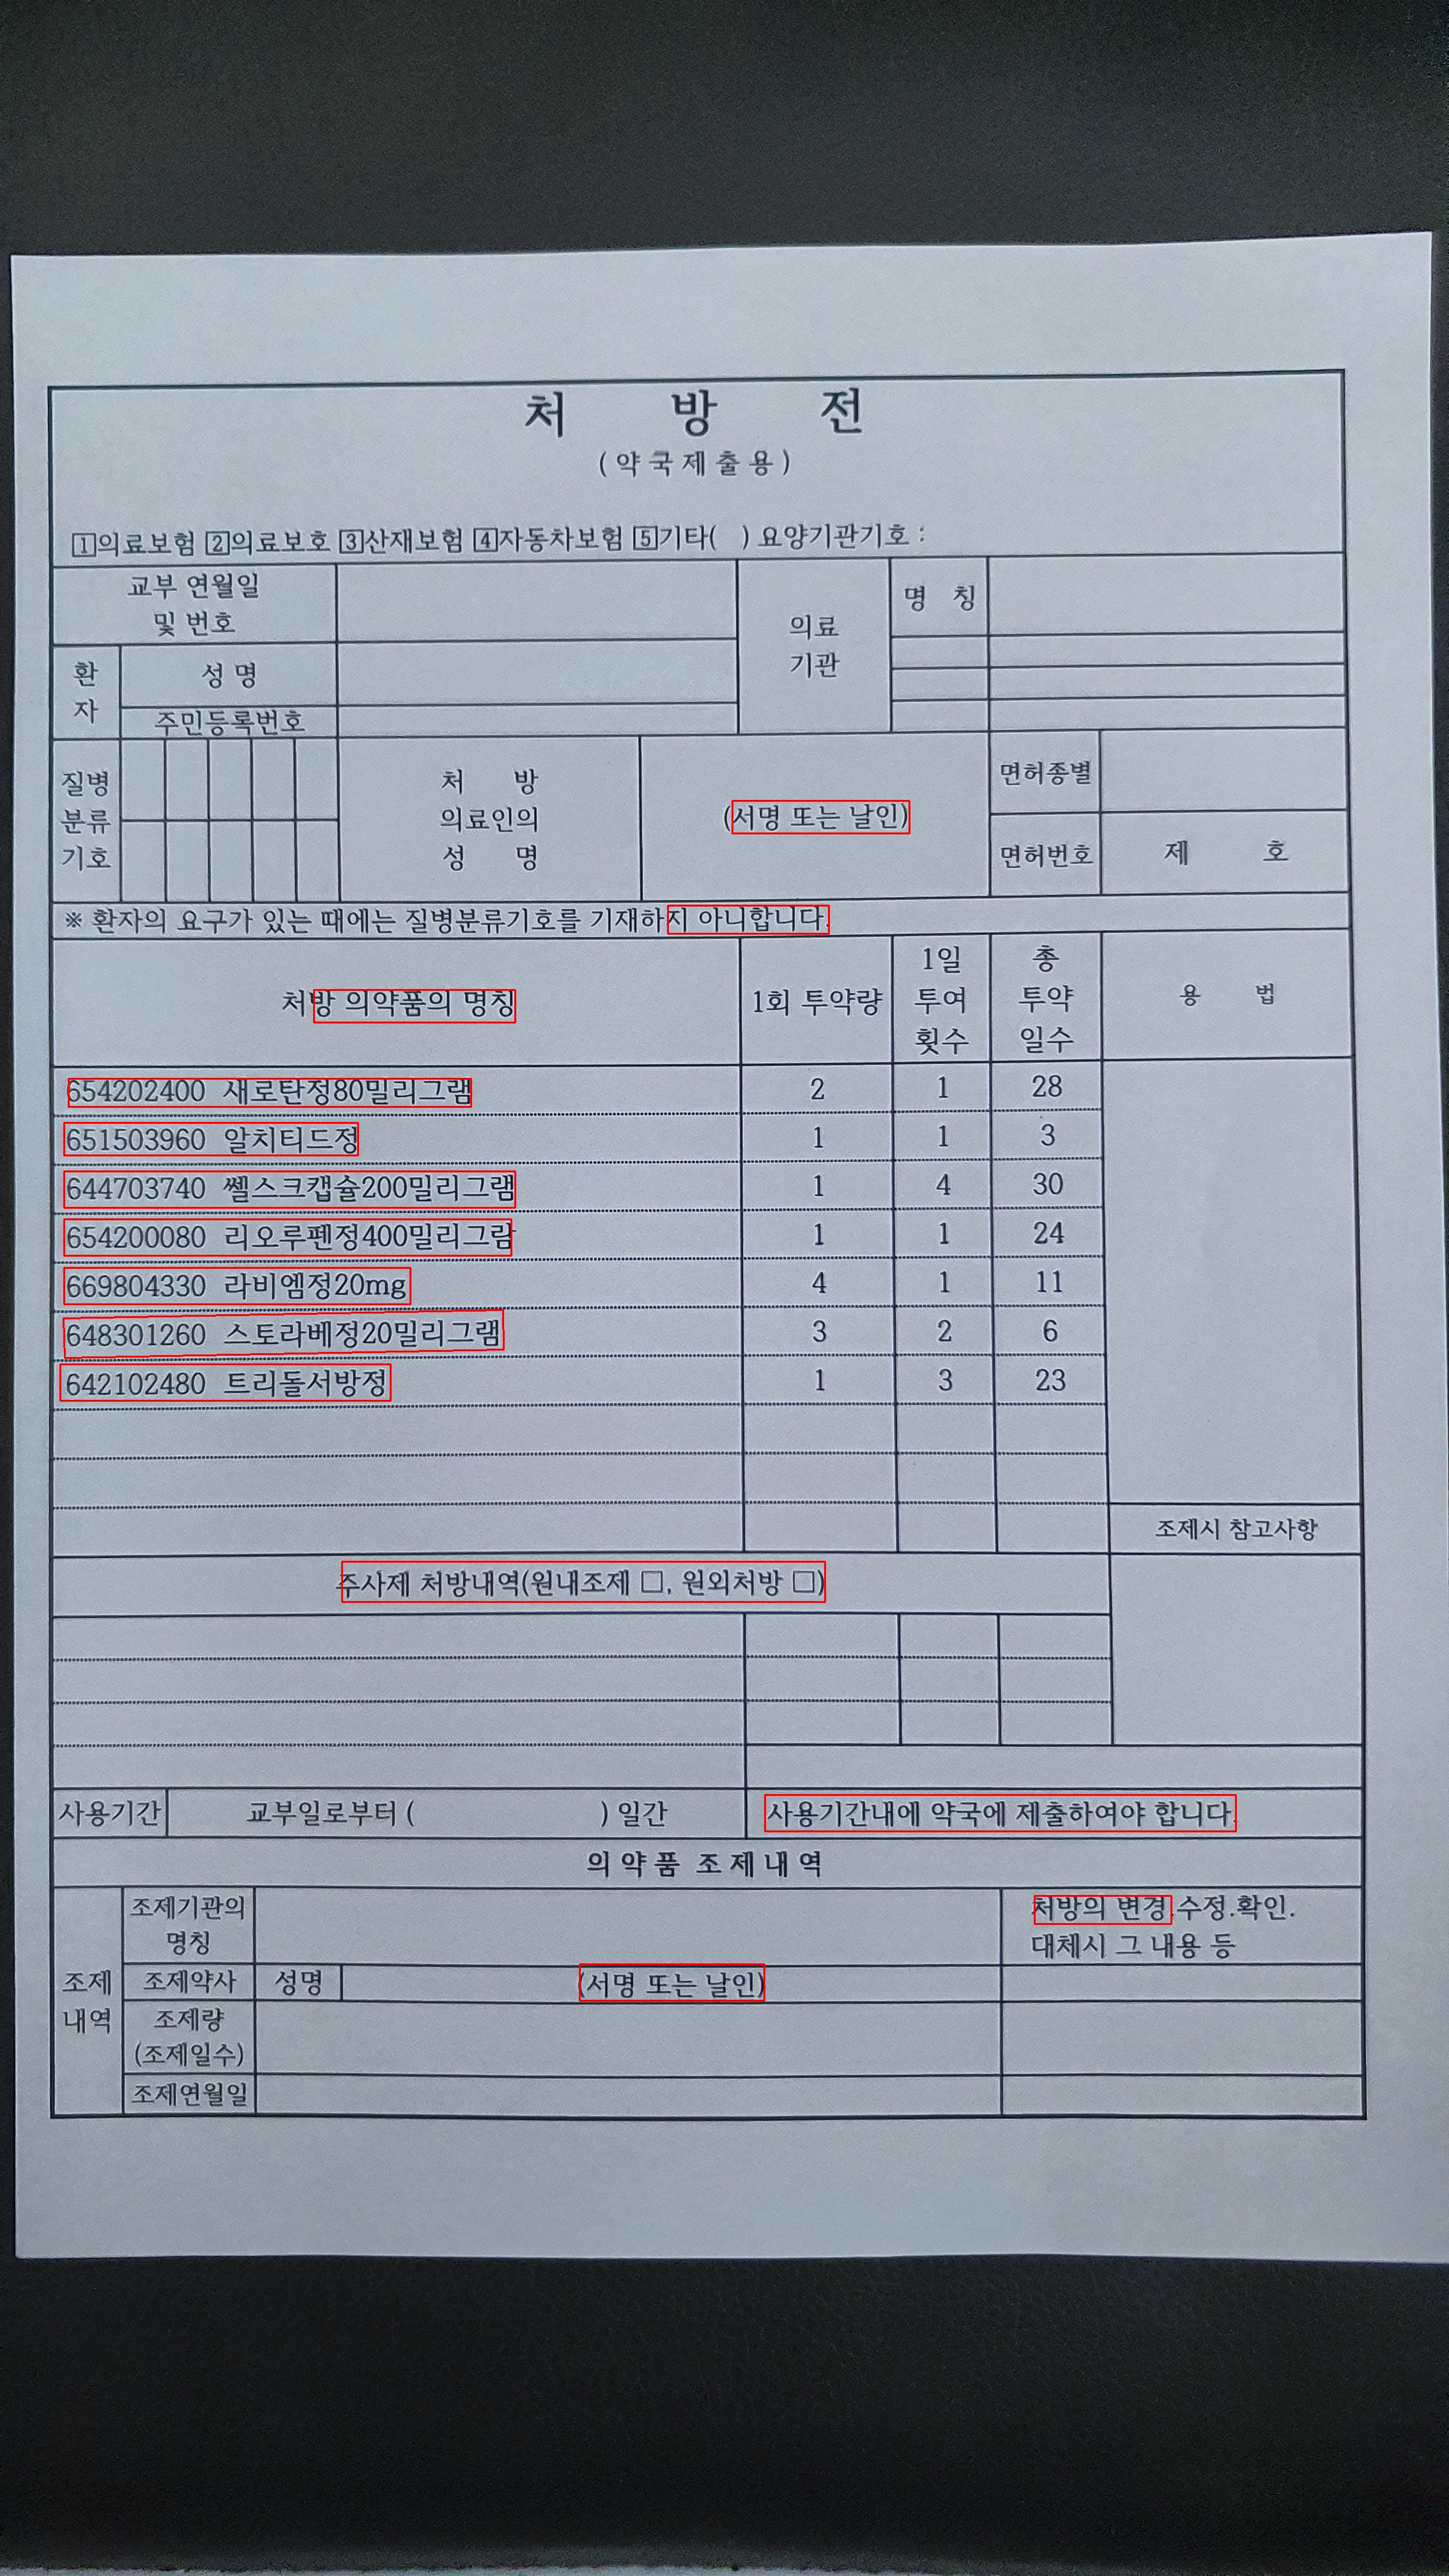 처 방 전
(약국제출용)
1의료보험 2의료보호 3산재보험 4자동차보험 5기타( ) 요양기관기호 :
교부 연월일
및 번호
의료
기관
명 칭
환
자
성 명
주민등록번호
질병
분류
기호
처 방
의료인의
성 명
(서명 또는 날인)
면허종별
면허번호
제 호
※ 환자의 요구가 있는 때에는 질병분류기호를 기재하지 아니합니다.
처방 의약품의 명칭
1회 투약량
1일
투여
횟수
총
투약
일수
용 법
654202400 새로탄정80밀리그램 2 1 28
651503960 알치티드정 1 1 3
644703740 쎌스크캡슐200밀리그램 1 4 30
654200080 리오루펜정400밀리그람 1 1 24
669804330 라비엠정20mg 4 1 11
648301260 스토라베정20밀리그램 3 2 6
642102480 트리돌서방정 1 3 23
조제시 참고사항
주사제 처방내역(원내조제 □, 원외처방 □)
사용기간
교부일로부터 ( ) 일간
사용기간내에 약국에 제출하여야 합니다.
의약품 조제내역
조제
내역
조제기관의
명칭
처방의 변경.수정.확인.
대체시 그 내용 등
조제약사
성명
(서명 또는 날인)
조제량
(조제일수)
조제연월일